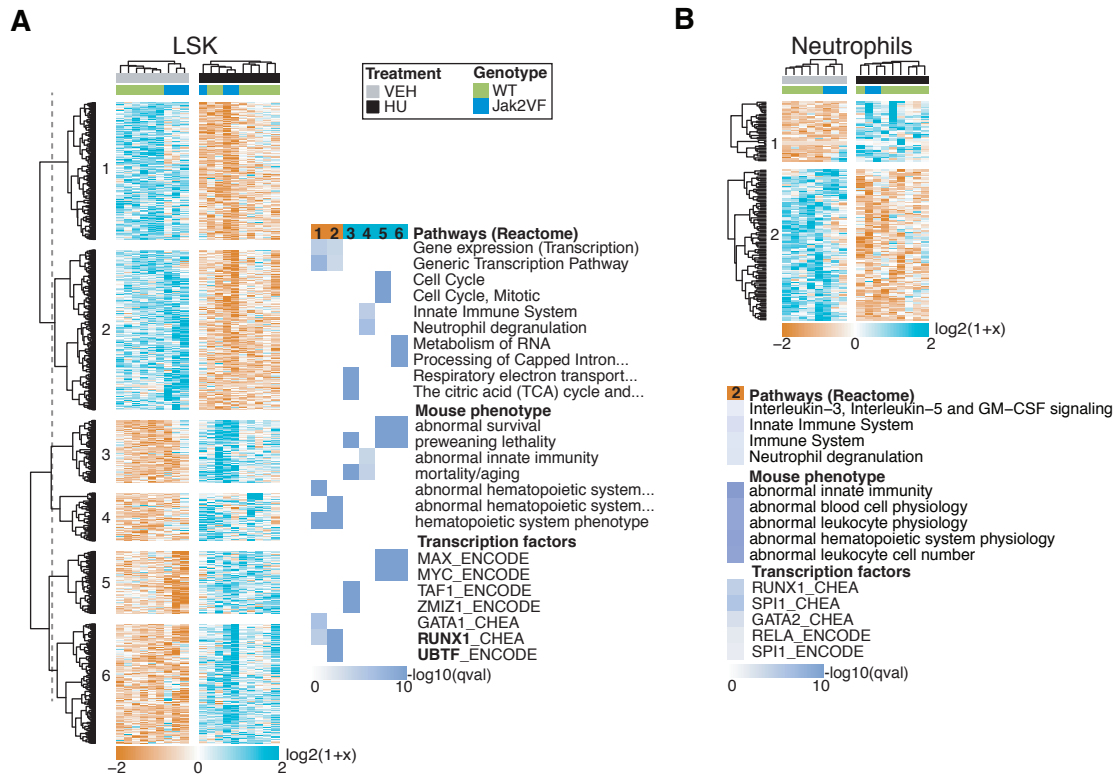 A
LSK
Treatment
VEH
HU
Genotype
WT
Jak2VF
1
2
3
4
5
6
−2 0 2
log2(1+x)
1 2 3 4 5 6 Pathways (Reactome)
Gene expression (Transcription)
Generic Transcription Pathway
Cell Cycle
Cell Cycle, Mitotic
Innate Immune System
Neutrophil degranulation
Metabolism of RNA
Processing of Capped Intron...
Respiratory electron transport...
The citric acid (TCA) cycle and...
Mouse phenotype
abnormal survival
preweaning lethality
abnormal innate immunity
mortality/aging
abnormal hematopoietic system...
abnormal hematopoietic system...
hematopoietic system phenotype
Transcription factors
MAX_ENCODE
MYC_ENCODE
TAF1_ENCODE
ZMIZ1_ENCODE
GATA1_CHEA
RUNX1_CHEA
UBTF_ENCODE
-log10(qval)
0 10
B
Neutrophils
1
2
log2(1+x)
−2 0 2
2 Pathways (Reactome)
Interleukin−3, Interleukin−5 and GM−CSF signaling
Innate Immune System
Immune System
Neutrophil degranulation
Mouse phenotype
abnormal innate immunity
abnormal blood cell physiology
abnormal leukocyte physiology
abnormal hematopoietic system physiology
abnormal leukocyte cell number
Transcription factors
RUNX1_CHEA
SPI1_CHEA
GATA2_CHEA
RELA_ENCODE
SPI1_ENCODE
-log10(qval)
0 10